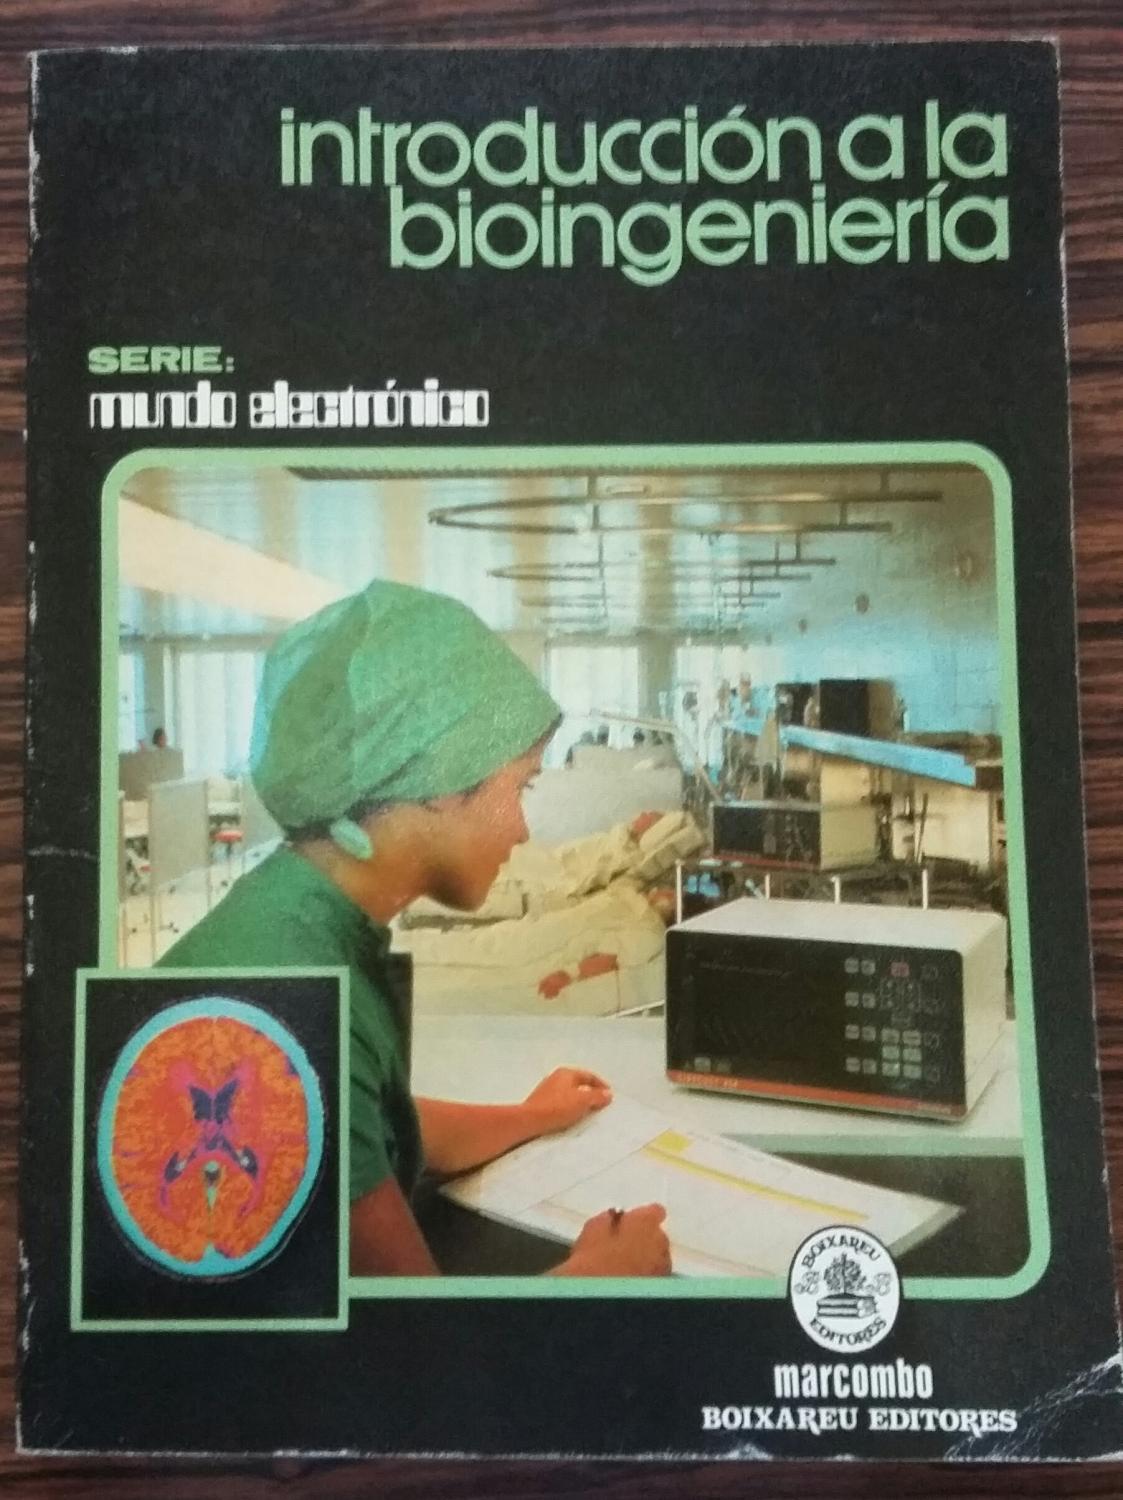 introducción a la
bioingeniería
SERIE:
mundo electrónico
BOIXAREU
EDITORES
marcombo
BOIXAREU EDITORES